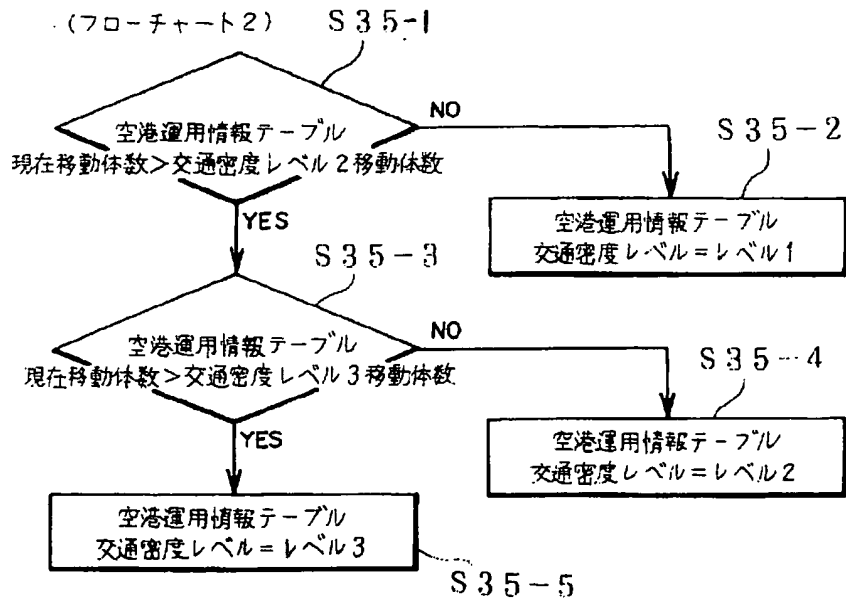 (フローチャート2)
S35-1
空港運用情報テーブル
現在移動体数>交通密度レベル2移動体数
NO
S35-2
空港運用情報テーブル
交通密度レベル=レベル1
YES
S35-3
空港運用情報テーブル
現在移動体数>交通密度レベル3移動体数
NO
S35-4
空港運用情報テーブル
交通密度レベル=レベル2
YES
空港運用情報テーブル
交通密度レベル=レベル3
S35-5